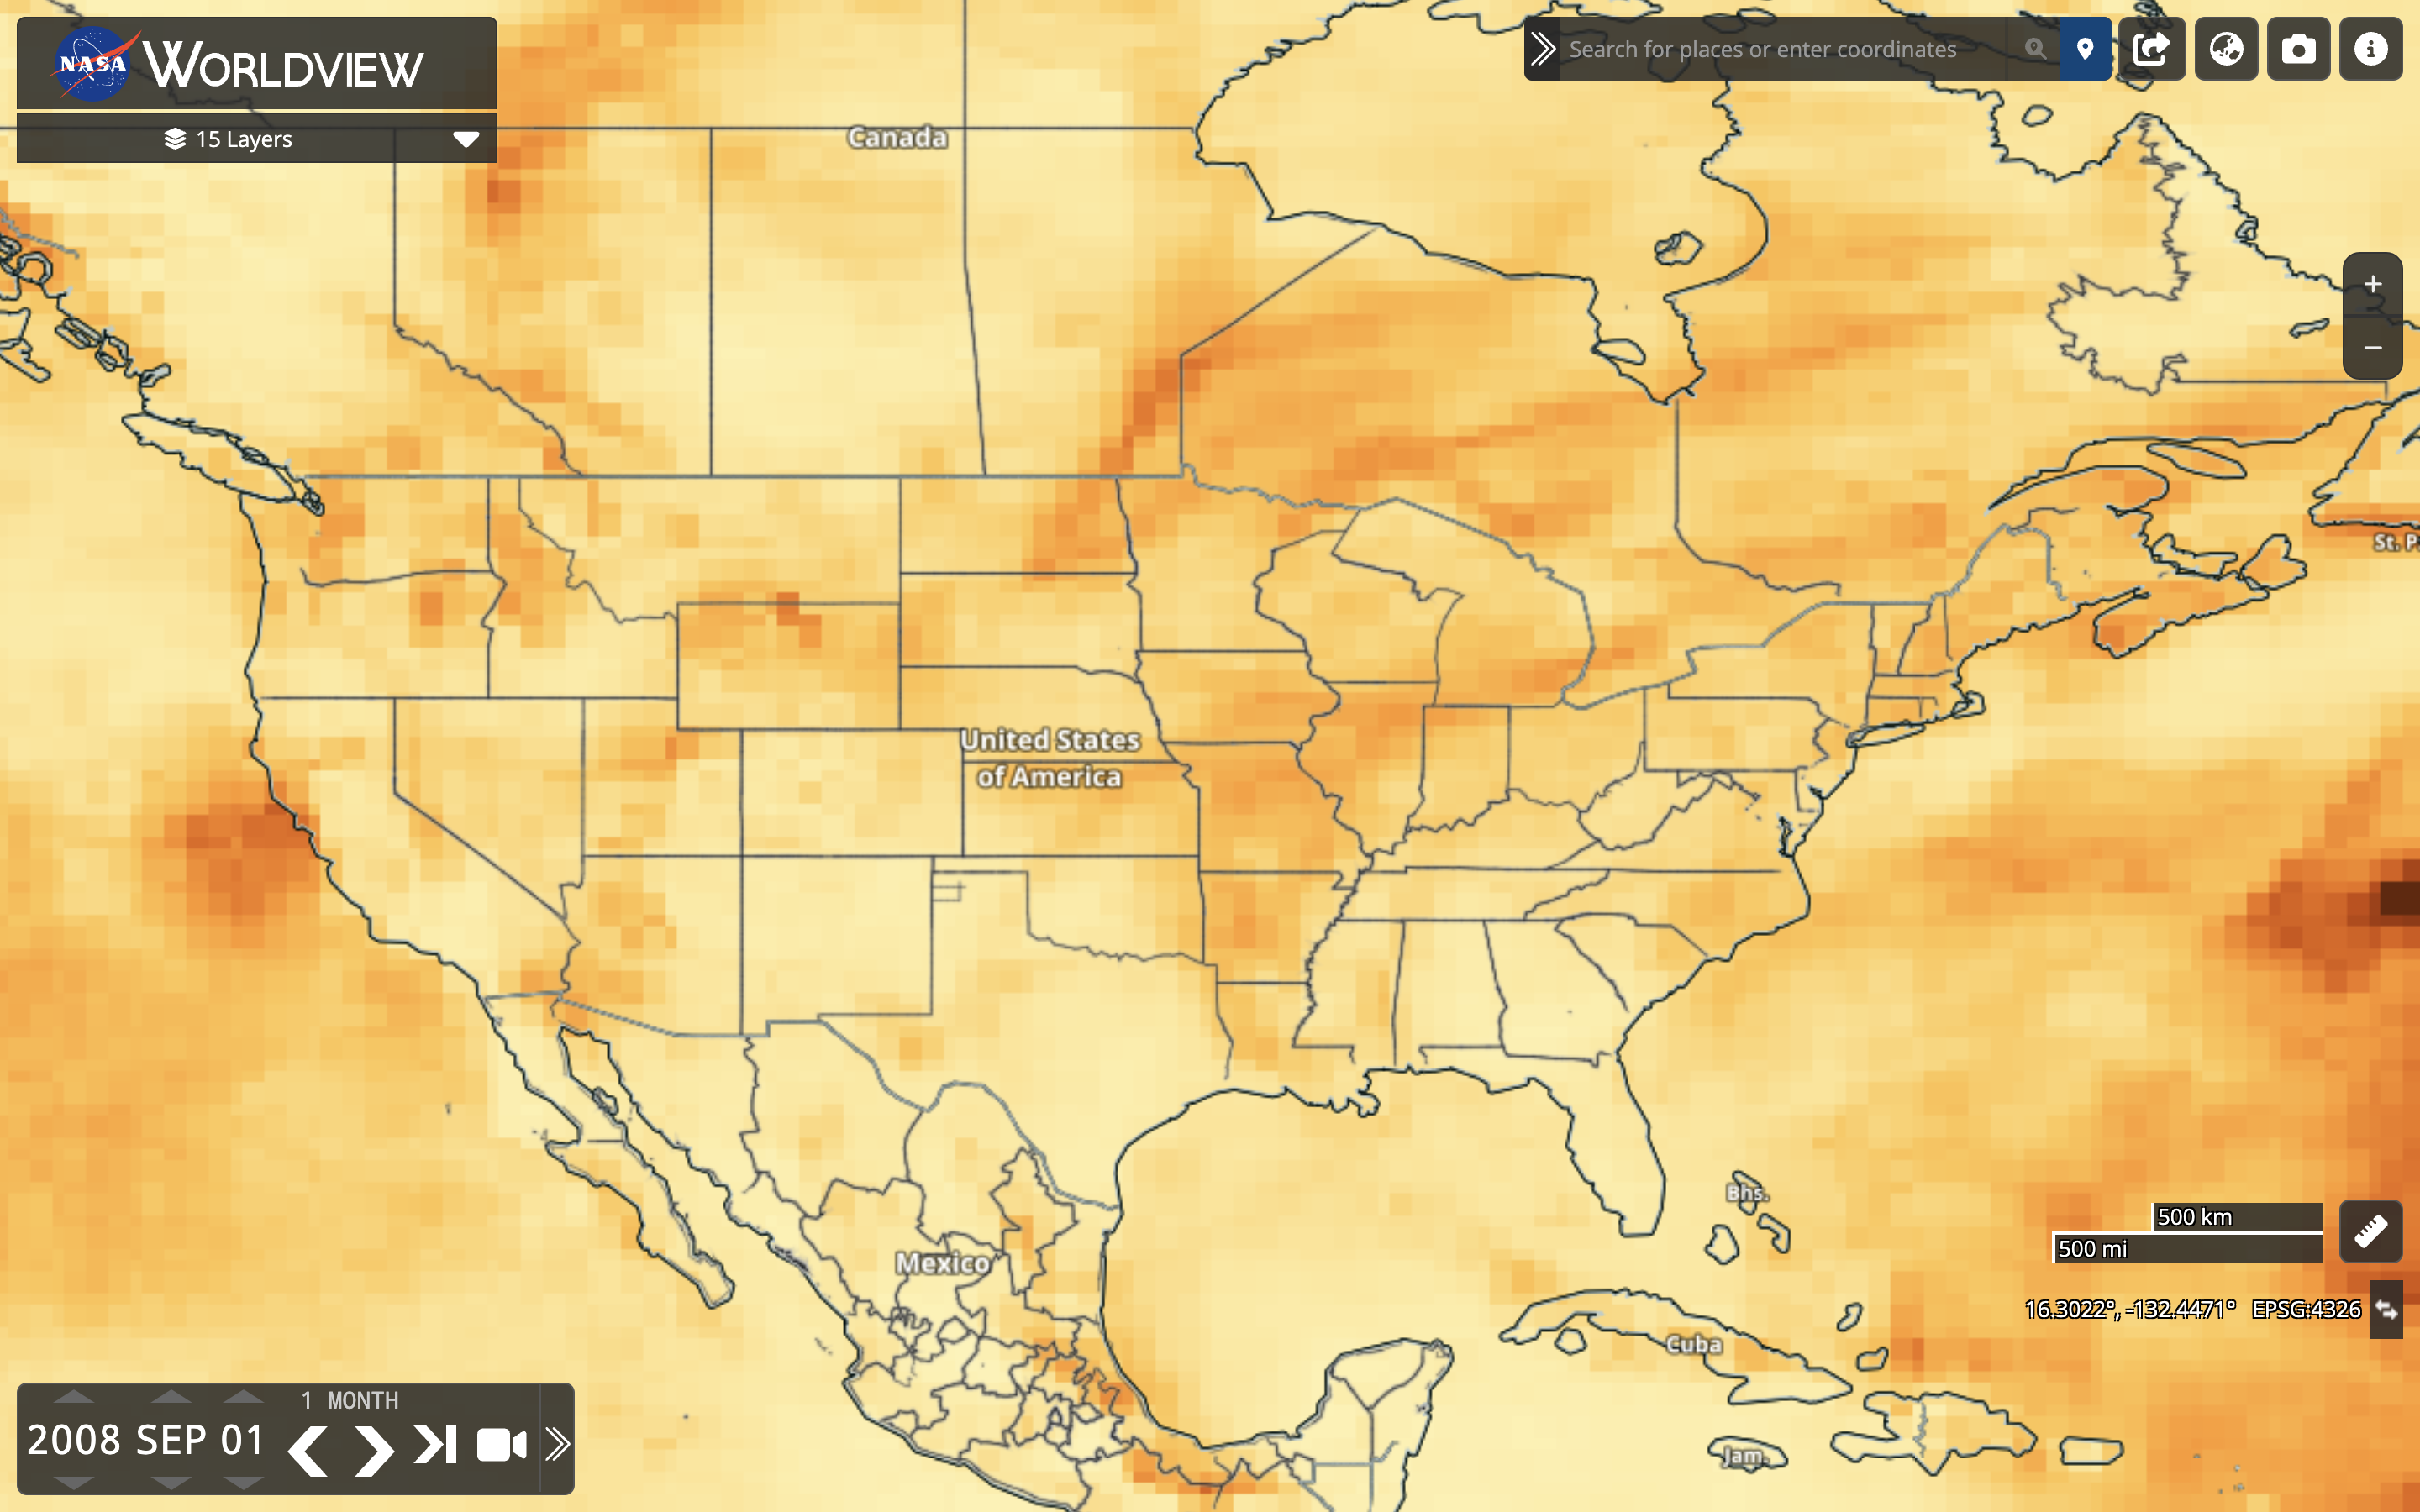 NASA WORLDVIEW
15 Layers
Search for places or enter coordinates
Canada
+
−
St. P
United States
of America
Bhs.
500 km
500 mi
Mexico
16.3022°, -132.4471° EPSG:4326
Cuba
Jam.
1 MONTH
2008 SEP 01